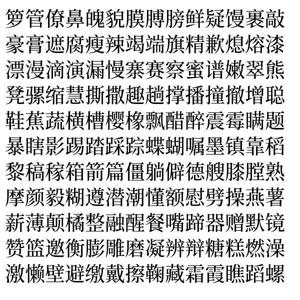 箩管僚鼻魄貌膜膊膀鲜疑馒裹敲
豪膏遮腐瘦辣竭端旗精歉熄熔漆
漂漫滴演漏慢寨赛察蜜谱嫩翠熊
凳骡缩慧撕撒趣趟撑播撞撤增聪
鞋蕉蔬横槽樱橡飘醋醉震霉瞒题
暴瞎影踢踏踩踪蝶蝴嘱墨镇靠稻
黎稿稼箱箭篇僵躺僻德艘膝膛熟
摩颜毅糊遵潜潮懂额慰劈操燕薯
薪薄颠橘整融醒餐嘴蹄器赠默镜
赞篮邀衡膨雕磨凝辨辩糖糕燃澡
激懒壁避缴戴擦鞠藏霜霞瞧蹈螺